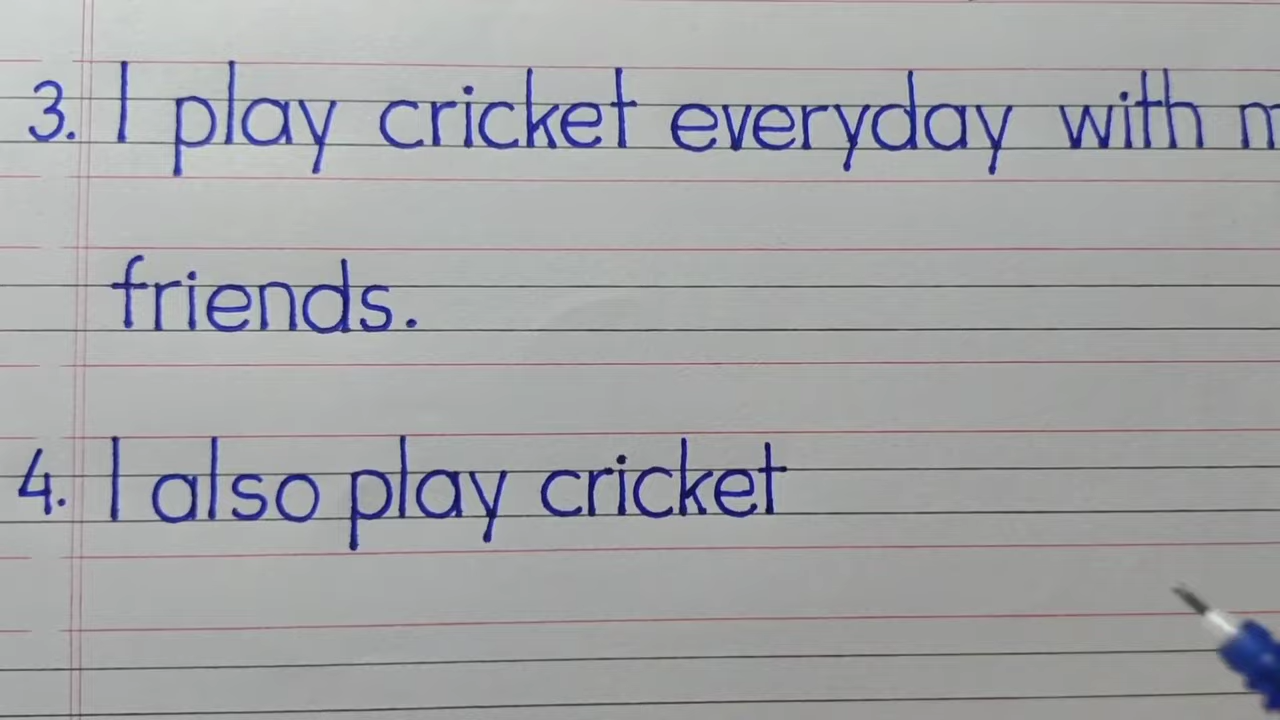 3. I play cricket everyday with m
friends.
4. I also play cricket